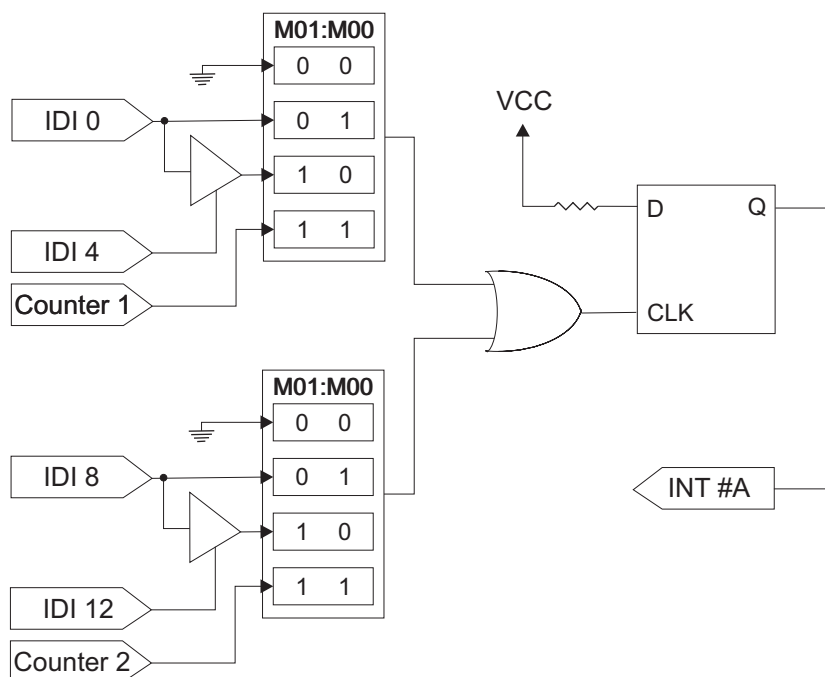 M01:M00
0 0
IDI 0
0 1
1 0
IDI 4
1 1
Counter 1
VCC
D
Q
CLK
M01:M00
0 0
IDI 8
0 1
INT #A
1 0
IDI 12
1 1
Counter 2